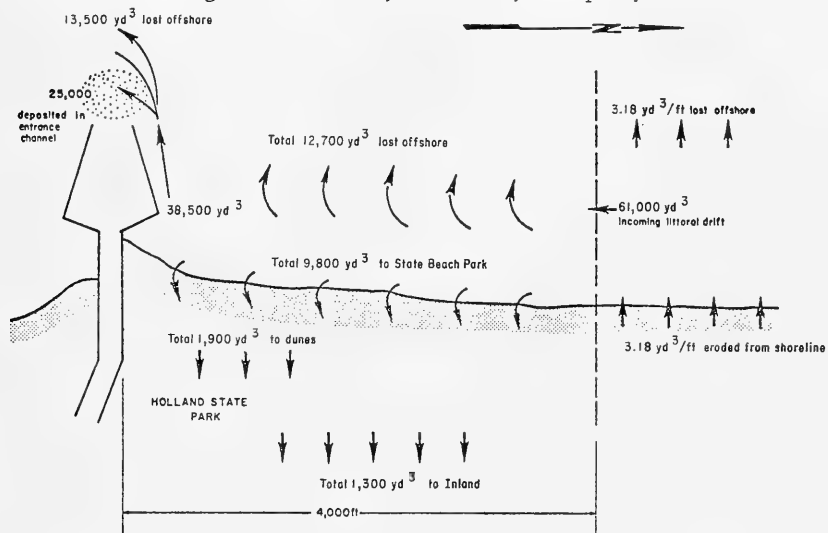 13,500 yd³ lost offshore
N
25,000
deposited in
entrance
channel
3.18 yd³/ft lost offshore
Total 12,700 yd³ lost offshore
38,500 yd³
61,000 yd³
Incoming littoral drift
Total 9,800 yd³ to State Beach Park
Total 1,900 yd³ to dunes
3.18 yd³/ft eroded from shoreline
HOLLAND STATE
PARK
Total 1,300 yd³ to Inland
4,000ft